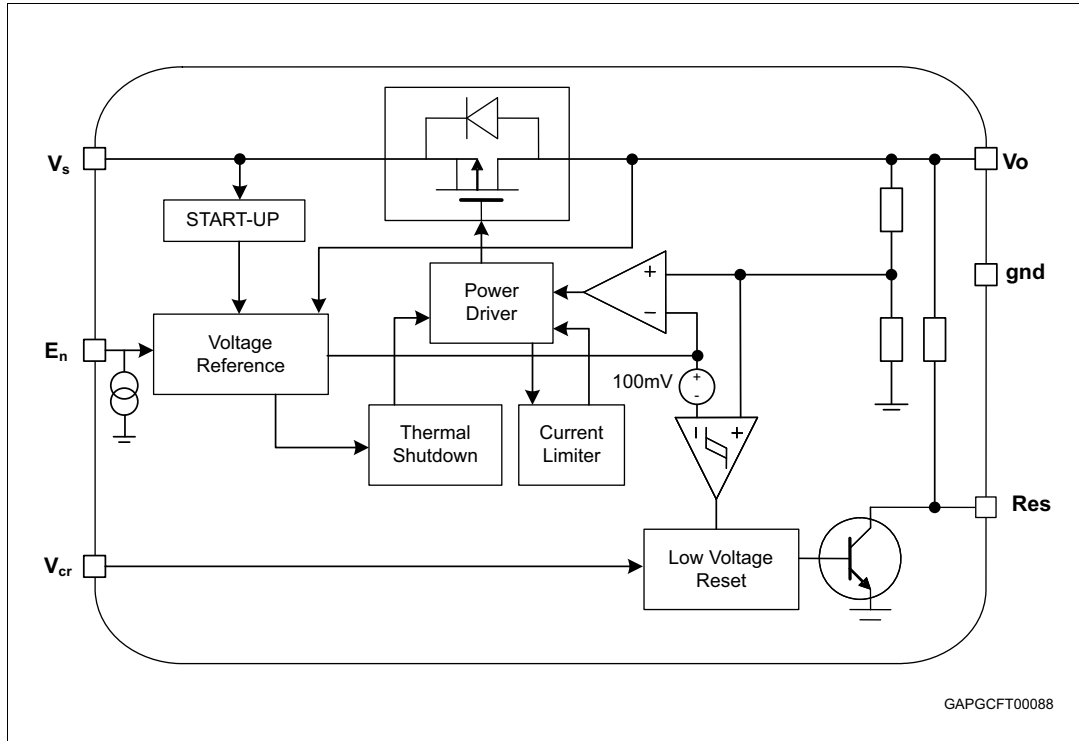 Vs
Vo
START-UP
gnd
Power
Driver
+
−
En
Voltage
Reference
100mV
+
-
Thermal
Shutdown
Current
Limiter
− +
Res
Vcr
Low Voltage
Reset
GAPGCFT00088